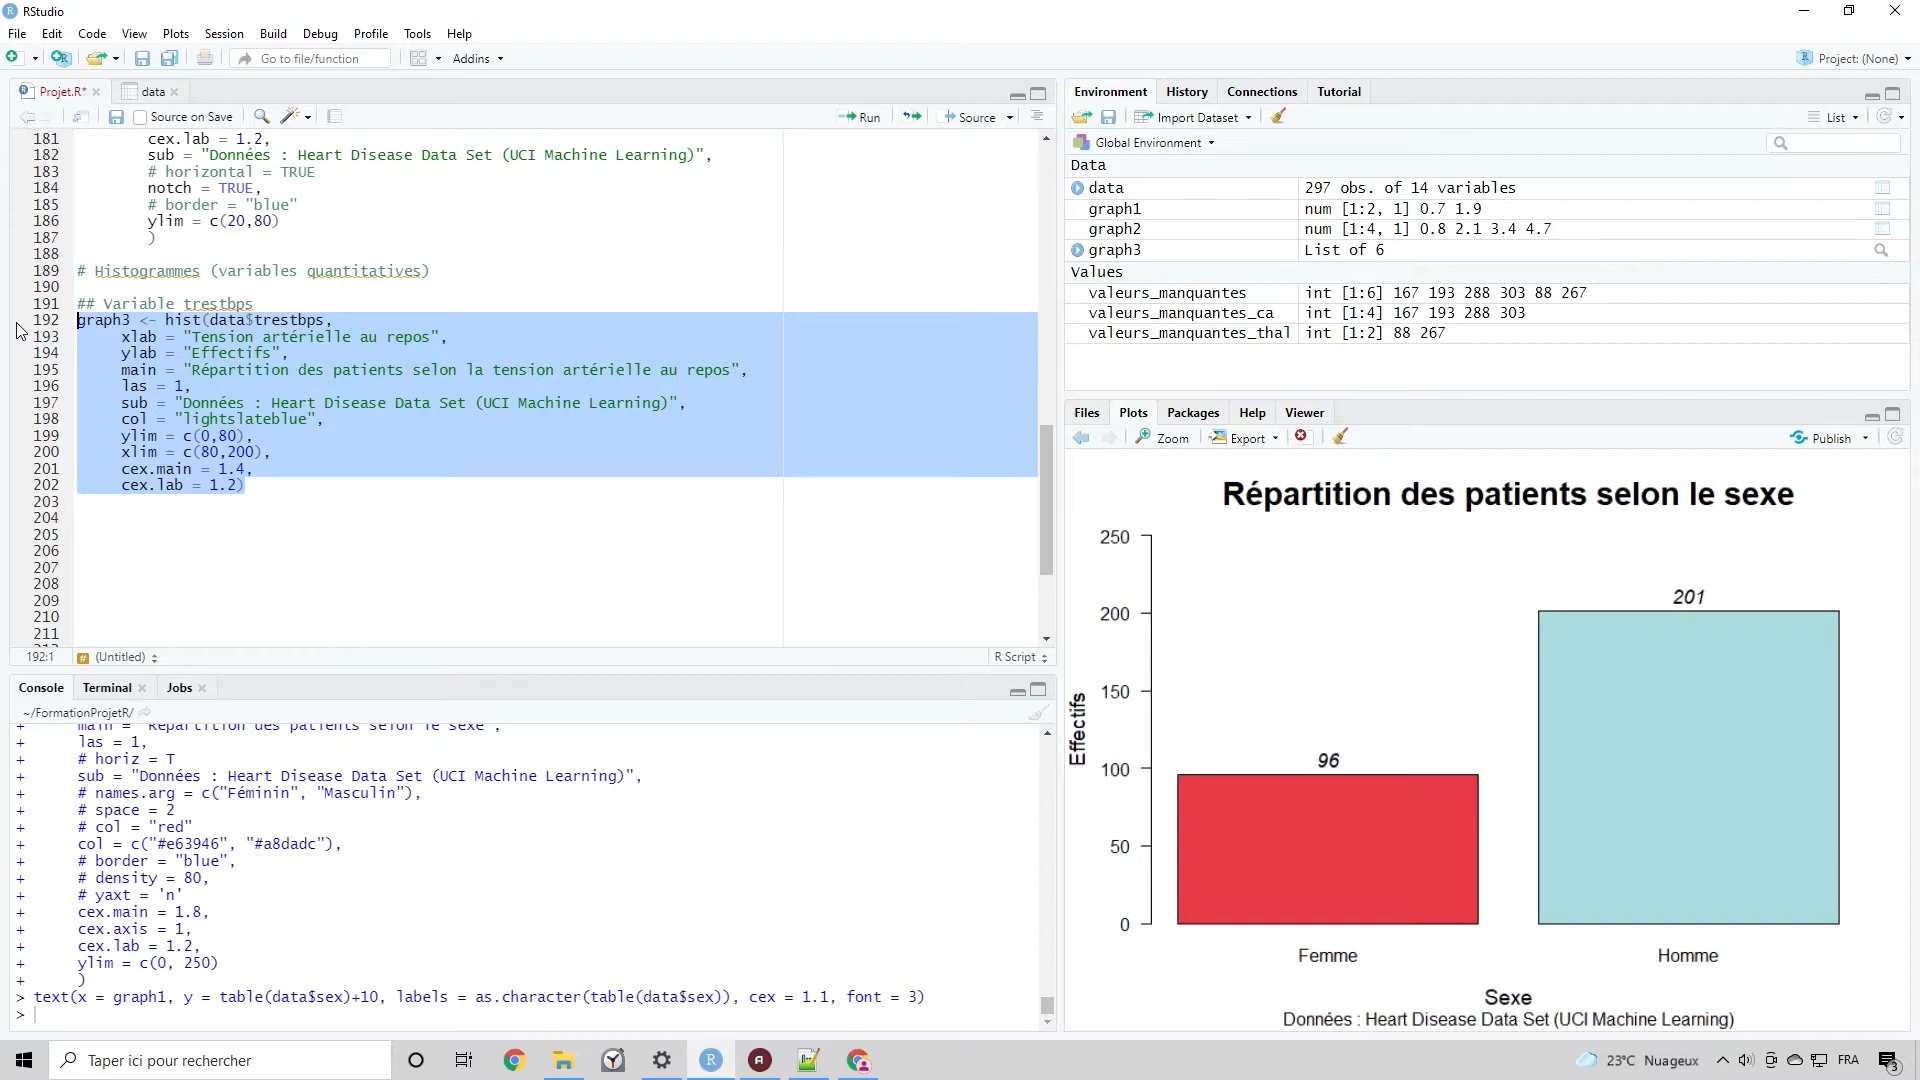 RStudio
File Edit Code View Plots Session Build Debug Profile Tools Help
Go to file/function Addins Project: (None)
Projet.R* data
Source on Save Run Source
181 cex.lab = 1.2,
182 sub = "Données : Heart Disease Data Set (UCI Machine Learning)",
183 # horizontal = TRUE
184 notch = TRUE,
185 # border = "blue"
186 ylim = c(20,80)
187 )
188
189 # Histogrammes (variables quantitatives)
190
191 ## Variable trestbps
192 graph3 <- hist(data$trestbps,
193 xlab = "Tension artérielle au repos",
194 ylab = "Effectifs",
195 main = "Répartition des patients selon la tension artérielle au repos",
196 las = 1,
197 sub = "Données : Heart Disease Data Set (UCI Machine Learning)",
198 col = "lightslateblue",
199 ylim = c(0,80),
200 xlim = c(80,200),
201 cex.main = 1.4,
202 cex.lab = 1.2)
203
204
205
206
207
208
209
210
211
192:1 (Untitled) R Script
Console Terminal Jobs
~/FormationProjetR/
+ main = "Répartition des patients selon le sexe",
+ las = 1,
+ # horiz = T
+ sub = "Données : Heart Disease Data Set (UCI Machine Learning)",
+ # names.arg = c("Féminin", "Masculin"),
+ # space = 2
+ # col = "red"
+ col = c("#e63946", "#a8dadc"),
+ # border = "blue",
+ # density = 80,
+ # yaxt = 'n'
+ cex.main = 1.8,
+ cex.axis = 1,
+ cex.lab = 1.2,
+ ylim = c(0, 250)
+ )
> text(x = graph1, y = table(data$sex)+10, labels = as.character(table(data$sex)), cex = 1.1, font = 3)
>
Environment History Connections Tutorial
Import Dataset List
Global Environment
Data
data 297 obs. of 14 variables
graph1 num [1:2, 1] 0.7 1.9
graph2 num [1:4, 1] 0.8 2.1 3.4 4.7
graph3 List of 6
Values
valeurs_manquantes int [1:6] 167 193 288 303 88 267
valeurs_manquantes_ca int [1:4] 167 193 288 303
valeurs_manquantes_thal int [1:2] 88 267
Files Plots Packages Help Viewer
Zoom Export Publish
Répartition des patients selon le sexe
250
200
150
100
50
0
Effectifs
96
201
Femme Homme
Sexe
Données : Heart Disease Data Set (UCI Machine Learning)
Taper ici pour rechercher
23°C Nuageux FRA 3